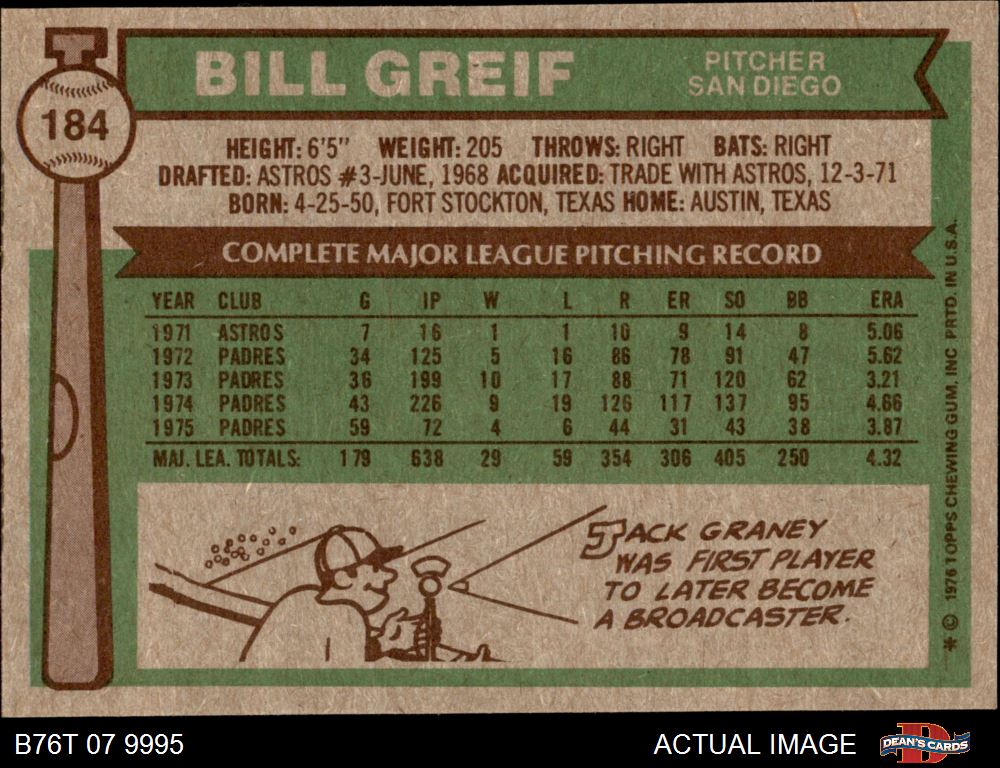 BILL GREIF
PITCHER
SAN DIEGO
184
HEIGHT: 6'5" WEIGHT: 205 THROWS: RIGHT BATS: RIGHT
DRAFTED: ASTROS #3-JUNE, 1968 ACQUIRED: TRADE WITH ASTROS, 12-3-71
BORN: 4-25-50, FORT STOCKTON, TEXAS HOME: AUSTIN, TEXAS
COMPLETE MAJOR LEAGUE PITCHING RECORD
YEAR CLUB G IP W L R ER SO BB ERA
1971 ASTROS 7 16 1 1 10 9 14 8 5.06
1972 PADRES 34 125 5 16 86 78 91 47 5.62
1973 PADRES 36 199 10 17 88 71 120 62 3.21
1974 PADRES 43 226 9 19 126 117 137 95 4.66
1975 PADRES 59 72 4 6 44 31 43 38 3.87
MAJ. LEA. TOTALS: 179 638 29 59 354 306 405 250 4.32
JACK GRANEY
WAS FIRST PLAYER
TO LATER BECOME
A BROADCASTER.
* © 1976 TOPPS CHEWING GUM, INC PRTD. IN U.S.A.
B76T 07 9995
ACTUAL IMAGE
DEAN'S CARDS